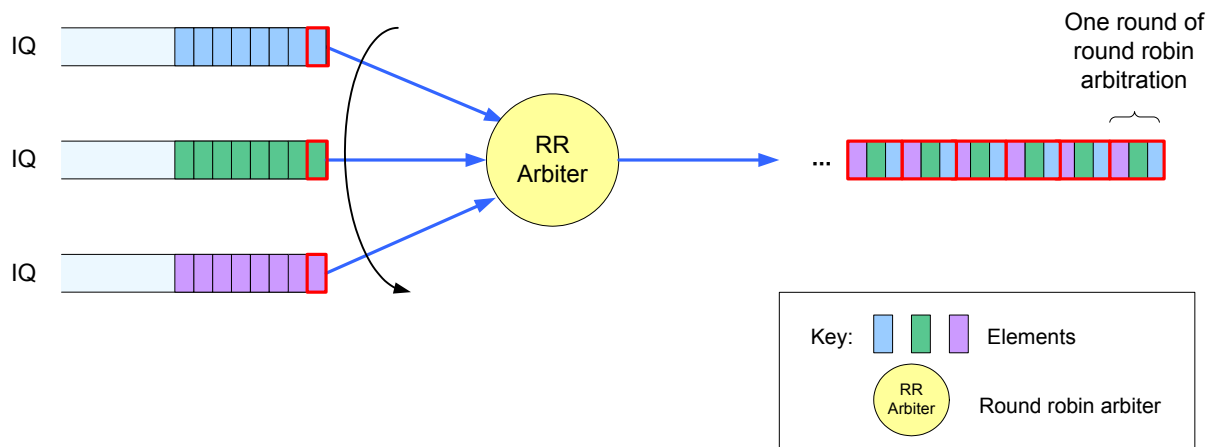 IQ
IQ
IQ
RR
Arbiter
One round of
round robin
arbitration
...
Key:
Elements
RR
Arbiter
Round robin arbiter